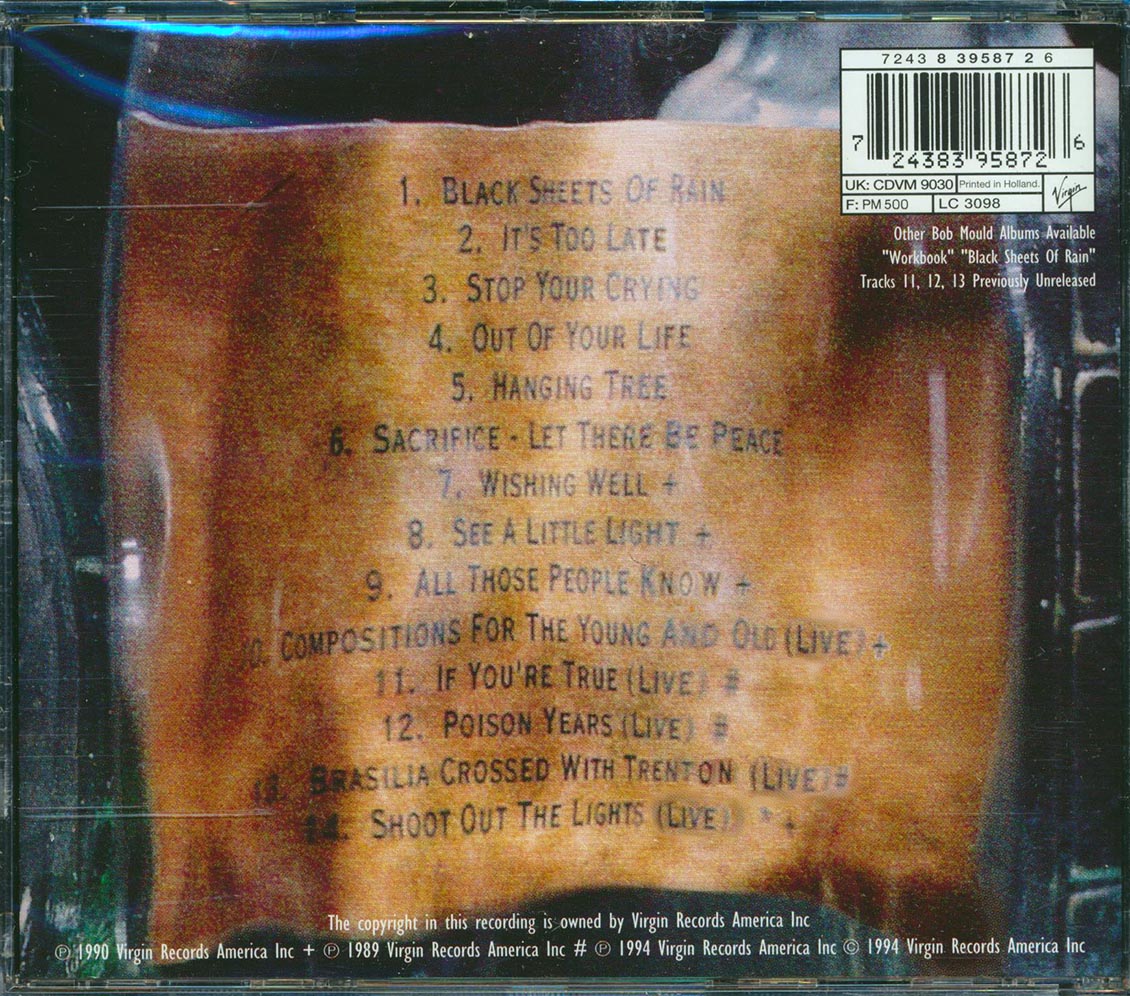 7243 8 39587 2 6
7 24383 95872 6
UK: CDVM 9030 Printed in Holland.
F: PM 500 LC 3098 Virgin
Other Bob Mould Albums Available
"Workbook" "Black Sheets Of Rain"
Tracks 11, 12, 13 Previously Unreleased
1. BLACK SHEETS OF RAIN
2. IT'S TOO LATE
3. STOP YOUR CRYING
4. OUT OF YOUR LIFE
5. HANGING TREE
6. SACRIFICE - LET THERE BE PEACE
7. WISHING WELL +
8. SEE A LITTLE LIGHT +
9. ALL THOSE PEOPLE KNOW +
10. COMPOSITIONS FOR THE YOUNG AND OLD (LIVE) +
11. IF YOU'RE TRUE (LIVE) #
12. POISON YEARS (LIVE) #
13. BRASILIA CROSSED WITH TRENTON (LIVE) #
14. SHOOT OUT THE LIGHTS (LIVE) * +
The copyright in this recording is owned by Virgin Records America Inc
℗ 1990 Virgin Records America Inc + ℗ 1989 Virgin Records America Inc # ℗ 1994 Virgin Records America Inc © 1994 Virgin Records America Inc